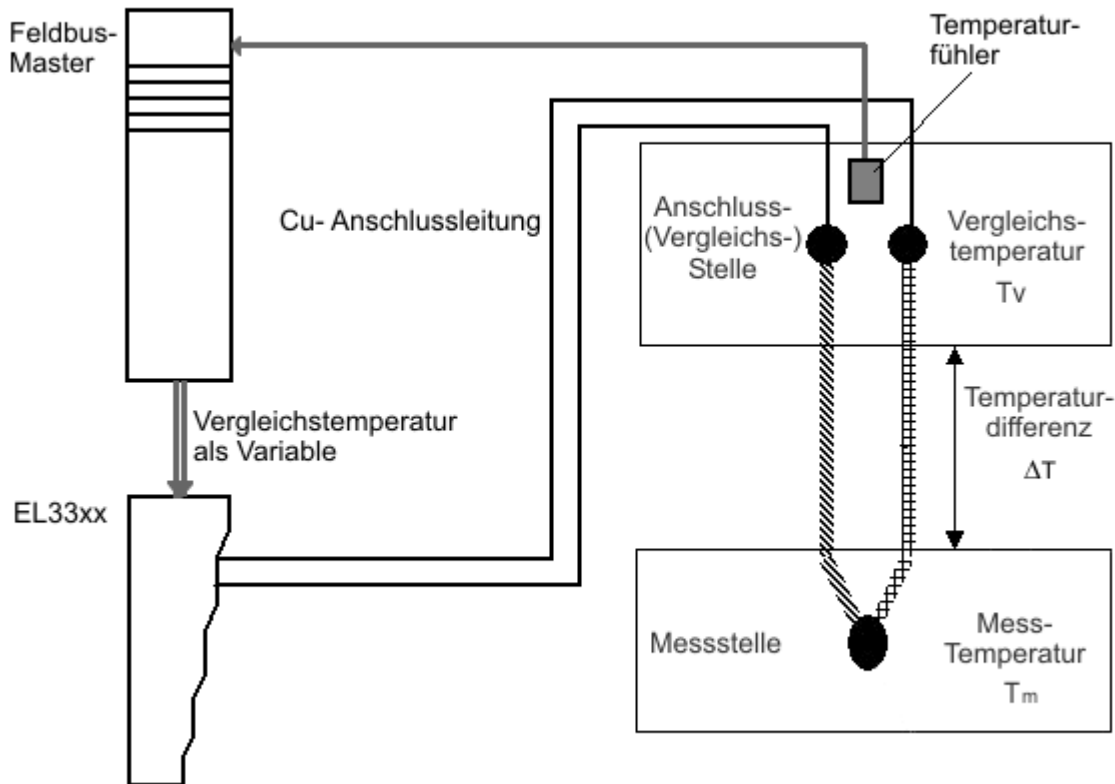 Feldbus-
Master
Temperatur-
fühler
Cu- Anschlussleitung
Anschluss-
(Vergleichs-)
Stelle
Vergleichs-
temperatur
Tv
Vergleichstemperatur
als Variable
Temperatur-
differenz
ΔT
EL33xx
Messstelle
Mess-
Temperatur
Tm